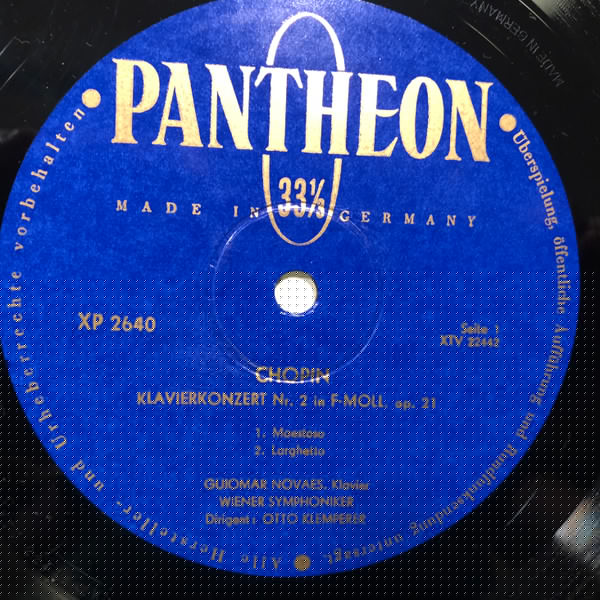 PANTHEON
33⅓
MADE IN GERMANY
XP 2640
Seite 1
XTV 22442
CHOPIN
KLAVIERKONZERT Nr. 2 in F-MOLL, op. 21
1. Maestoso
2. Larghetto
GUIOMAR NOVAES, Klavier
WIENER SYMPHONIKER
Dirigent: OTTO KLEMPERER
Alle Hersteller- und Urheberrechte vorbehalten
Überspielung, öffentliche Aufführung und Rundfunksendung untersagt
MADE IN GERMANY